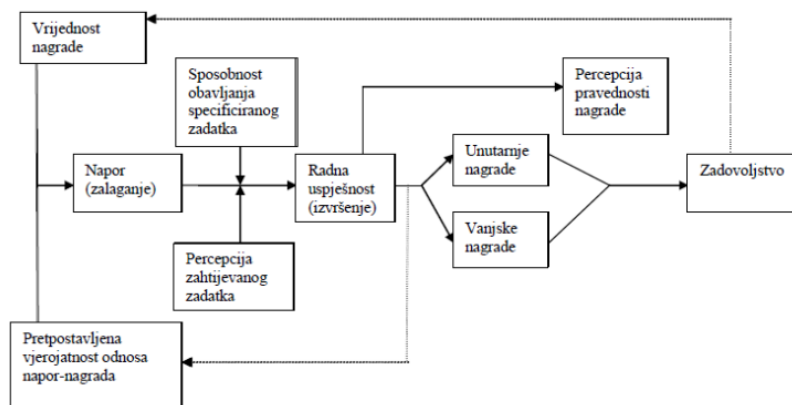 Vrijednost
nagrade
Sposobnost
obavljanja
specificiranog
zadatka
Percepcija
pravednosti
nagrade
Napor
(zalaganje)
Radna
uspješnost
(izvršenje)
Unutarnje
nagrade
Zadovoljstvo
Vanjske
nagrade
Percepcija
zahtijevanog
zadatka
Pretpostavljena
vjerojatnost odnosa
napor-nagrada